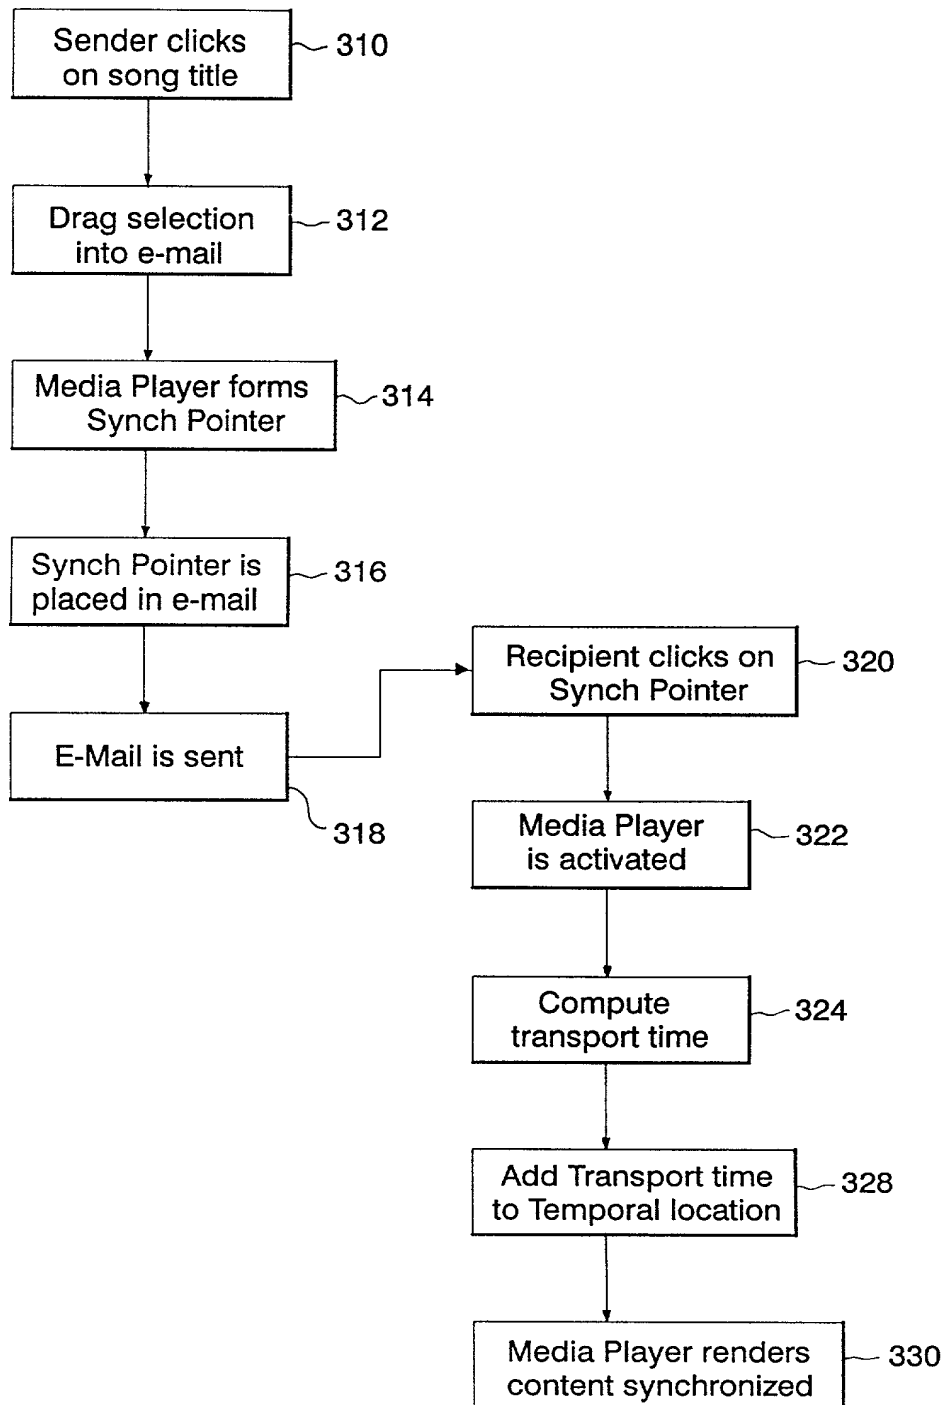 Sender clicks
on song title
310
Drag selection
into e-mail
312
Media Player forms
Synch Pointer
314
Synch Pointer is
placed in e-mail
316
E-Mail is sent
318
Recipient clicks on
Synch Pointer
320
Media Player
is activated
322
Compute
transport time
324
Add Transport time
to Temporal location
328
Media Player renders
content synchronized
330